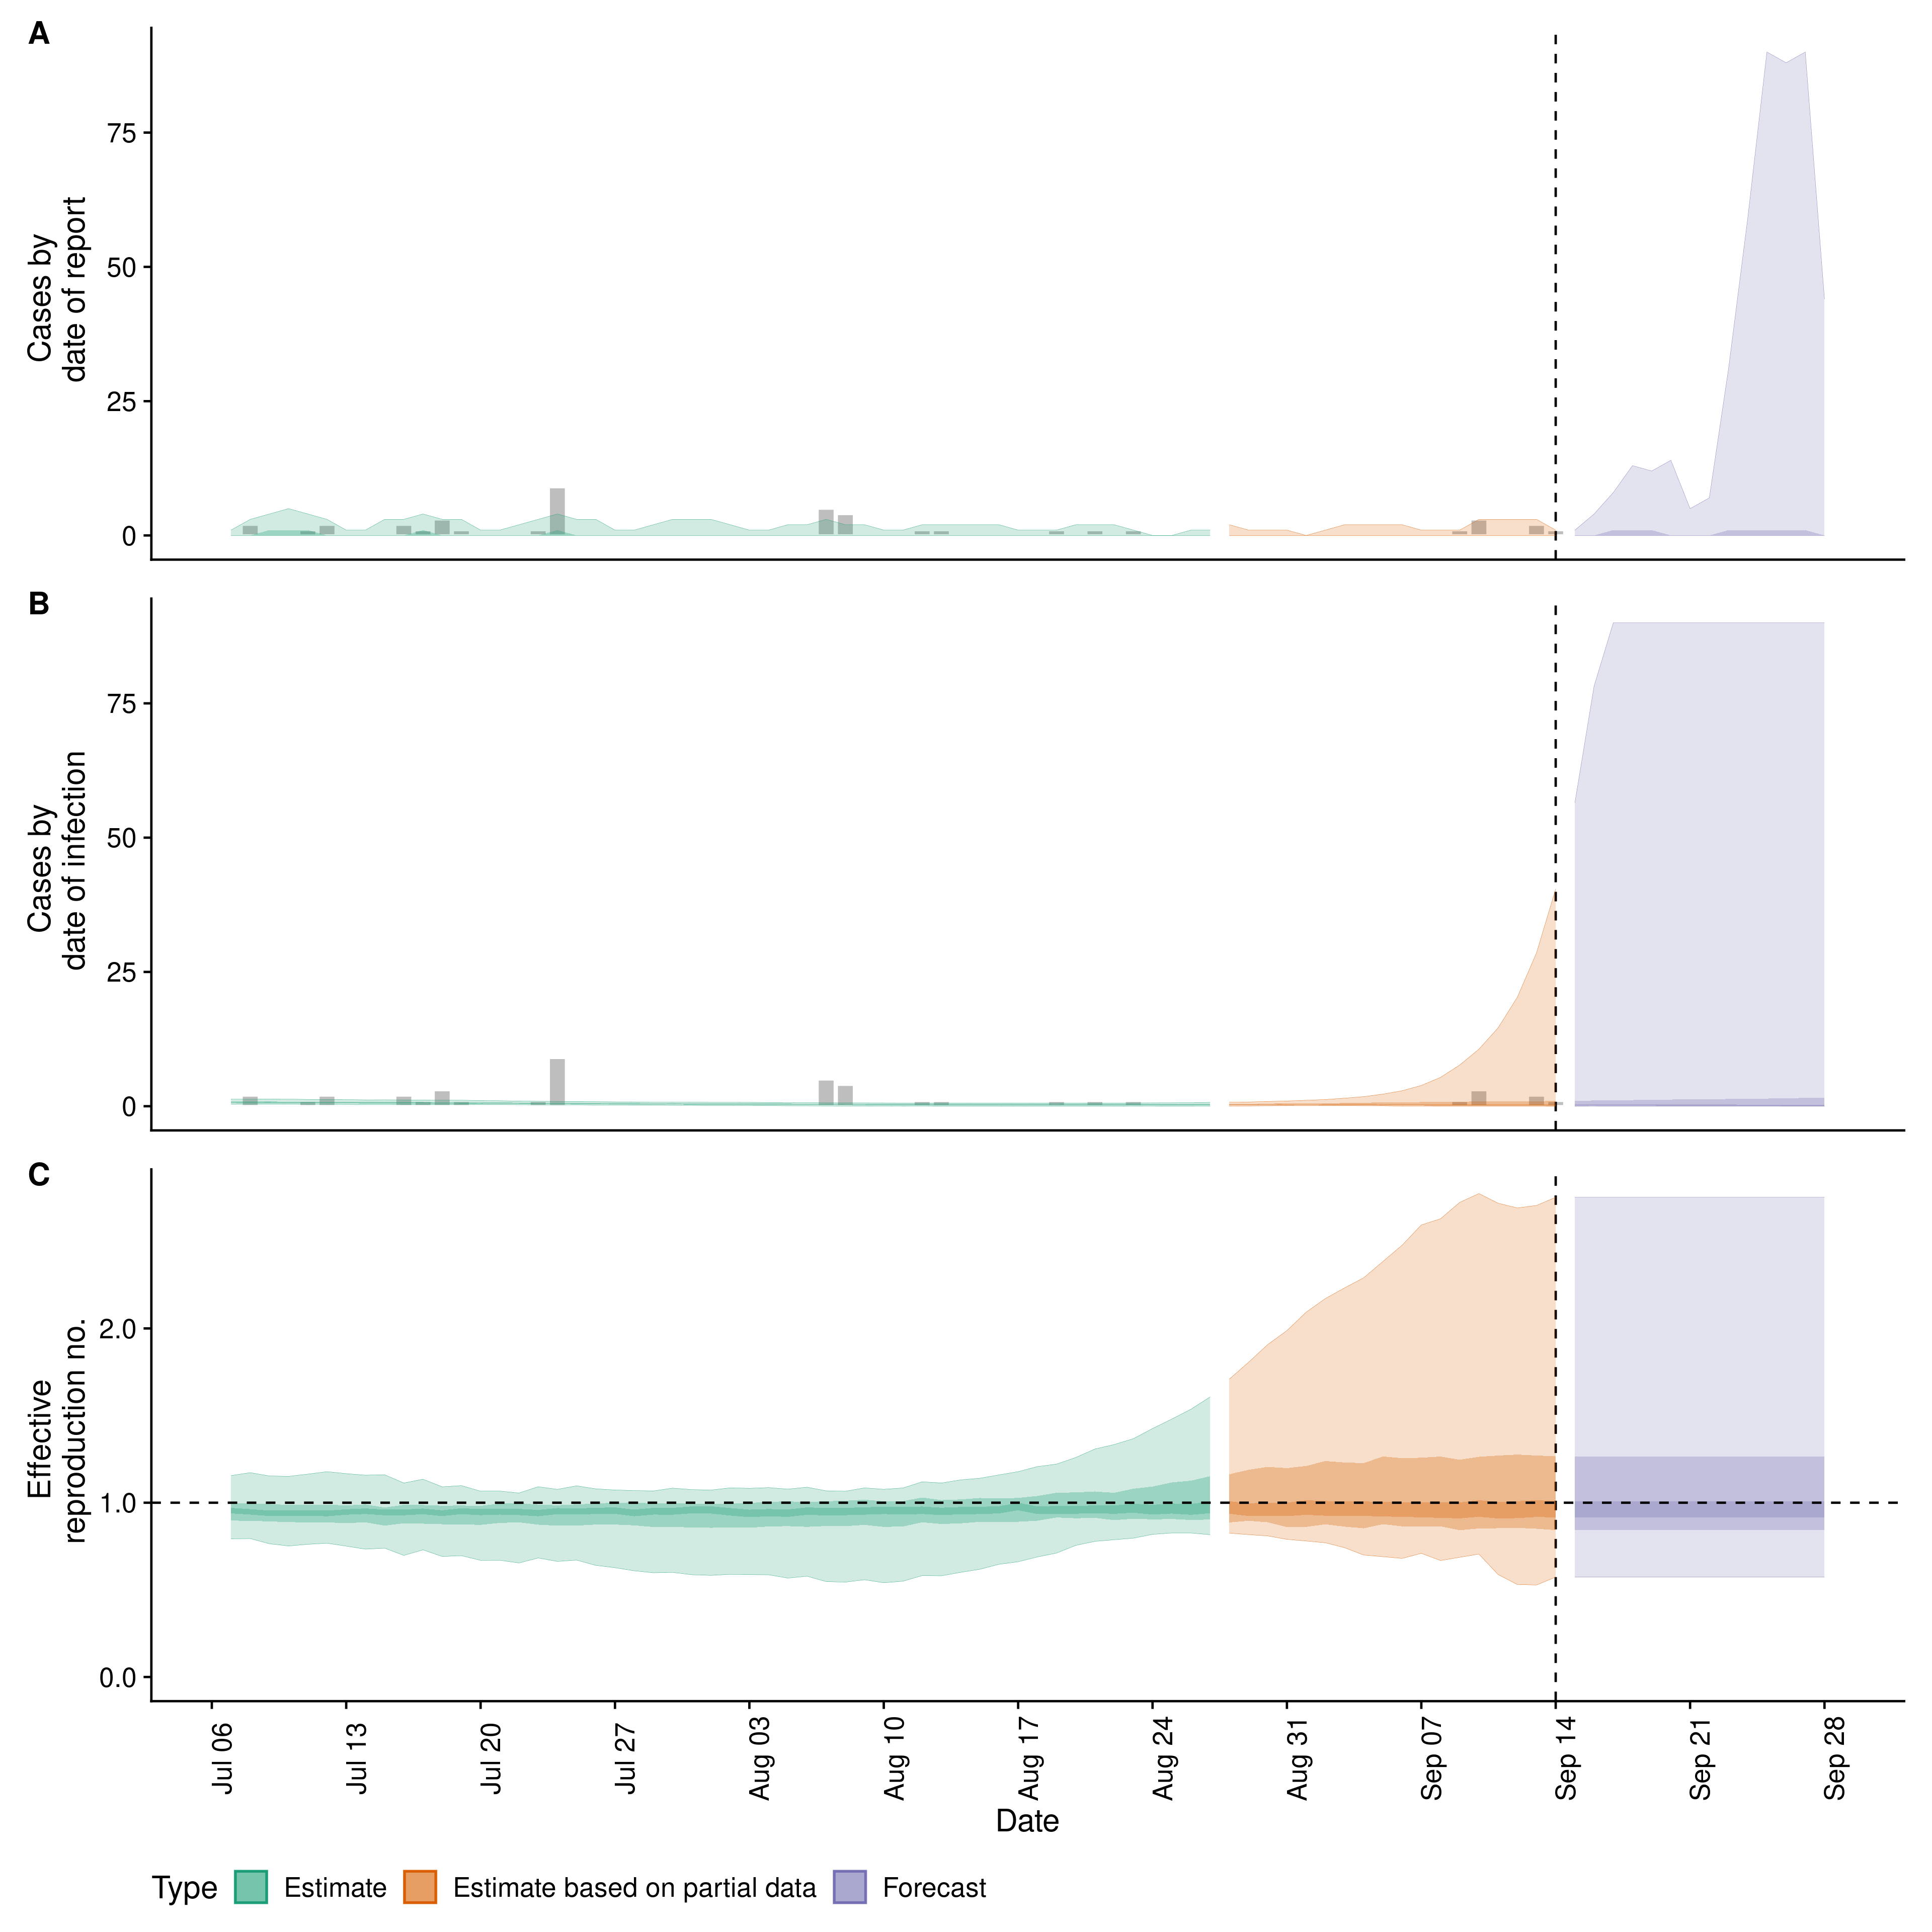 A
Cases by
date of report
75
50
25
0
B
Cases by
date of infection
75
50
25
0
C
Effective
reproduction no.
2.0
1.0
0.0
Jul 06
Jul 13
Jul 20
Jul 27
Aug 03
Aug 10
Aug 17
Aug 24
Aug 31
Sep 07
Sep 14
Sep 21
Sep 28
Date
Type Estimate Estimate based on partial data Forecast